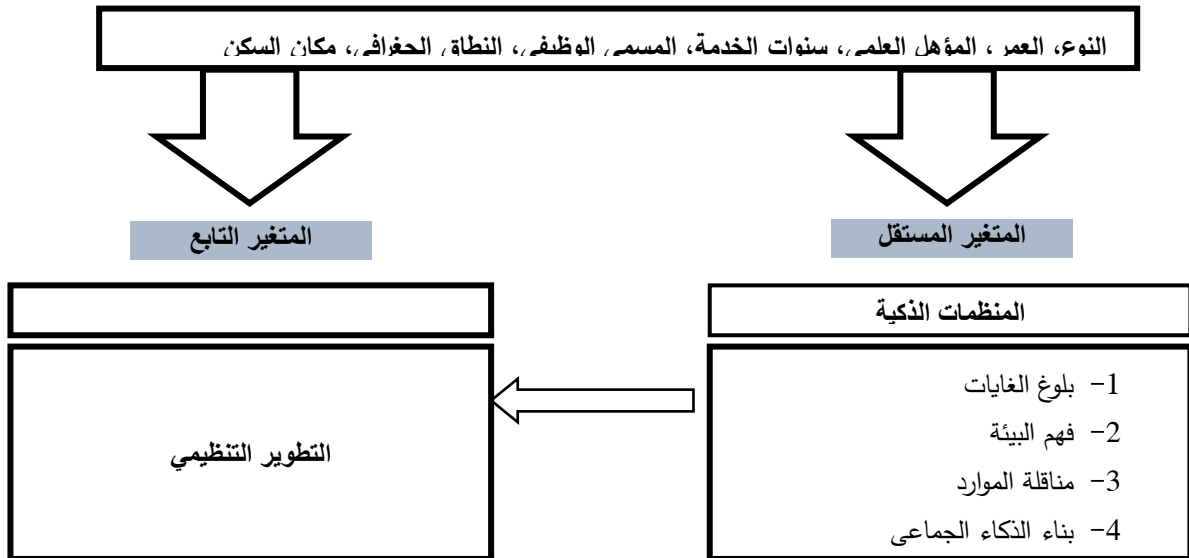 النوع، العمر، المؤهل العلمي، سنوات الخدمة، المسمى الوظيفي، النطاق الجغرافي، مكان السكن
المتغير المستقل
المتغير التابع
المنظمات الذكية
1- بلوغ الغايات
2- فهم البيئة
3- مناقلة الموارد
4- بناء الذكاء الجماعي
التطوير التنظيمي